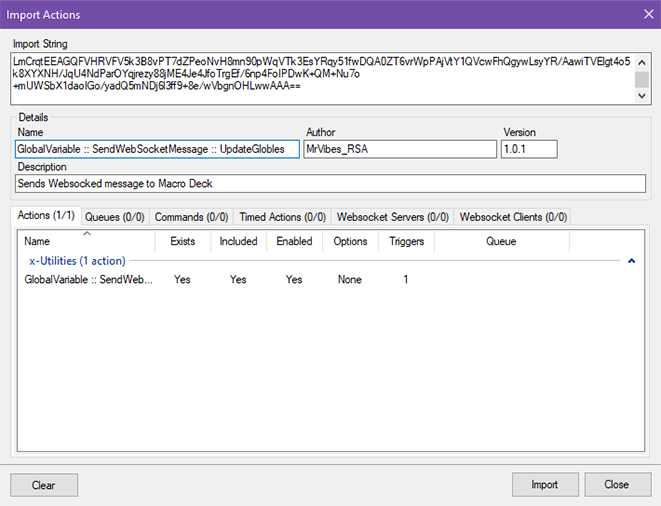 Import Actions
Import String
LmCrqtEEAGQFVHRVFV5k3B8vPT7dZPeoNvH8mn90pWqVTk3EsYRqy51fwDQA0ZT6vrWpPAjVtY1QVcwFhQgywLsyYR/AawiTVElgt4o5
k8XYXNH/JqU4NdParOYqjrezy88jME4Je4JfoTrgEf/6np4FoIPDwK+QM+Nu7o
+mUWSbX1daoIGo/yadQ5mNDj6l3ff9+8e/wVbgnOHLwwAAA==
Details
Name Author Version
GlobalVariable :: SendWebSocketMessage :: UpdateGlobles MrVibes_RSA 1.0.1
Description
Sends Websocked message to Macro Deck
Actions (1/1) Queues (0/0) Commands (0/0) Timed Actions (0/0) Websocket Servers (0/0) Websocket Clients (0/0)
Name Exists Included Enabled Options Triggers Queue
x-Utilities (1 action)
GlobalVariable :: SendWeb... Yes Yes Yes None 1
Clear Import Close